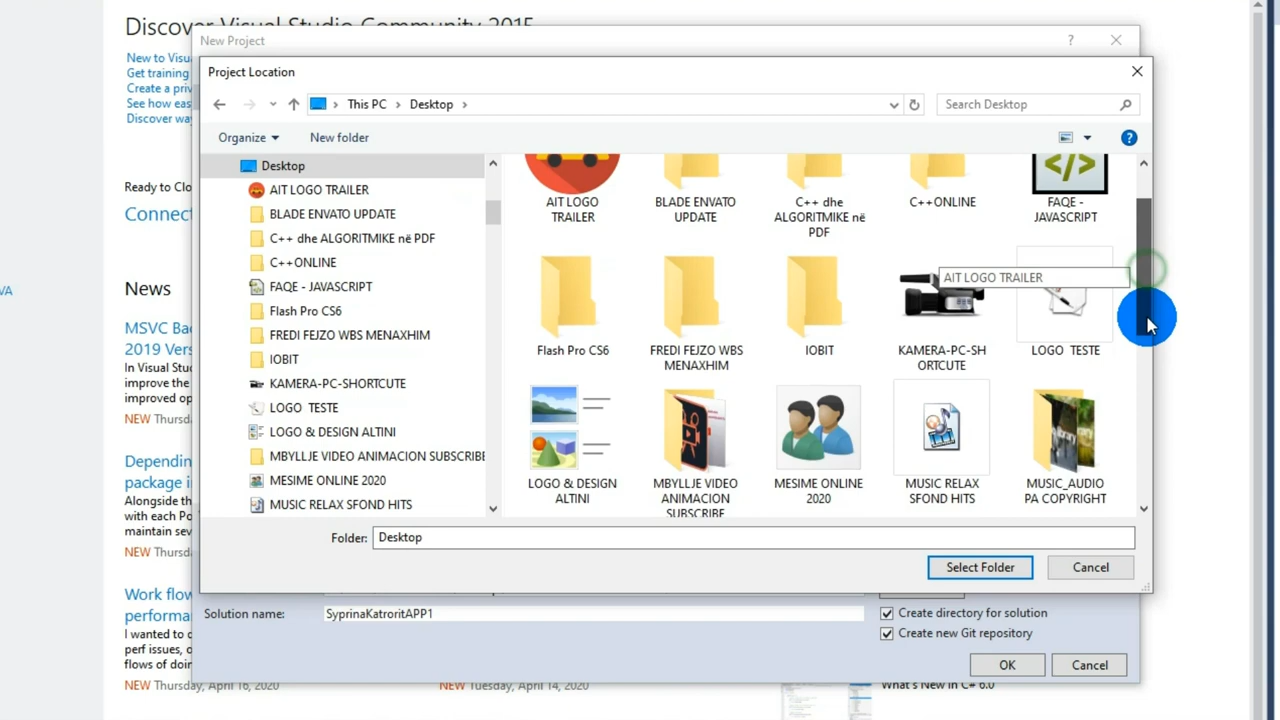 Discover Visual Studio Community 2015
New Project
?
New to Visu
Get training
Create a priv
See how eas
Discover way
Project Location
This PC > Desktop >
Search Desktop
Organize
New folder
?
Desktop
AIT LOGO TRAILER
BLADE ENVATO UPDATE
C++ dhe ALGORITMIKE në PDF
C++ONLINE
FAQE - JAVASCRIPT
Flash Pro CS6
FREDI FEJZO WBS MENAXHIM
IOBIT
KAMERA-PC-SHORTCUTE
LOGO TESTE
LOGO & DESIGN ALTINI
MBYLLJE VIDEO ANIMACION SUBSCRIBE
MESIME ONLINE 2020
MUSIC RELAX SFOND HITS
AIT LOGO
TRAILER
BLADE ENVATO
UPDATE
C++ dhe
ALGORITMIKE në
PDF
C++ONLINE
</>
FAQE -
JAVASCRIPT
AIT LOGO TRAILER
Flash Pro CS6
FREDI FEJZO WBS
MENAXHIM
IOBIT
KAMERA-PC-SH
ORTCUTE
LOGO TESTE
LOGO & DESIGN
ALTINI
MBYLLJE VIDEO
ANIMACION
SUBSCRIBE
MESIME ONLINE
2020
MUSIC RELAX
SFOND HITS
MUSIC_AUDIO
PA COPYRIGHT
Folder: Desktop
Select Folder
Cancel
Ready to Clo
Connect
VA
News
MSVC Bac
2019 Vers
In Visual Stud
improve the
improved op
NEW Thursda
Dependin
package i
Alongside th
with each Po
maintain sev
NEW Thursda
Work flow
performa
I wanted to d
perf issues, o
flows of doin
NEW Thursday, April 16, 2020
NEW Tuesday, April 14, 2020
What's New in C# 6.0
Solution name: SyprinaKatroritAPP1
Create directory for solution
Create new Git repository
OK
Cancel